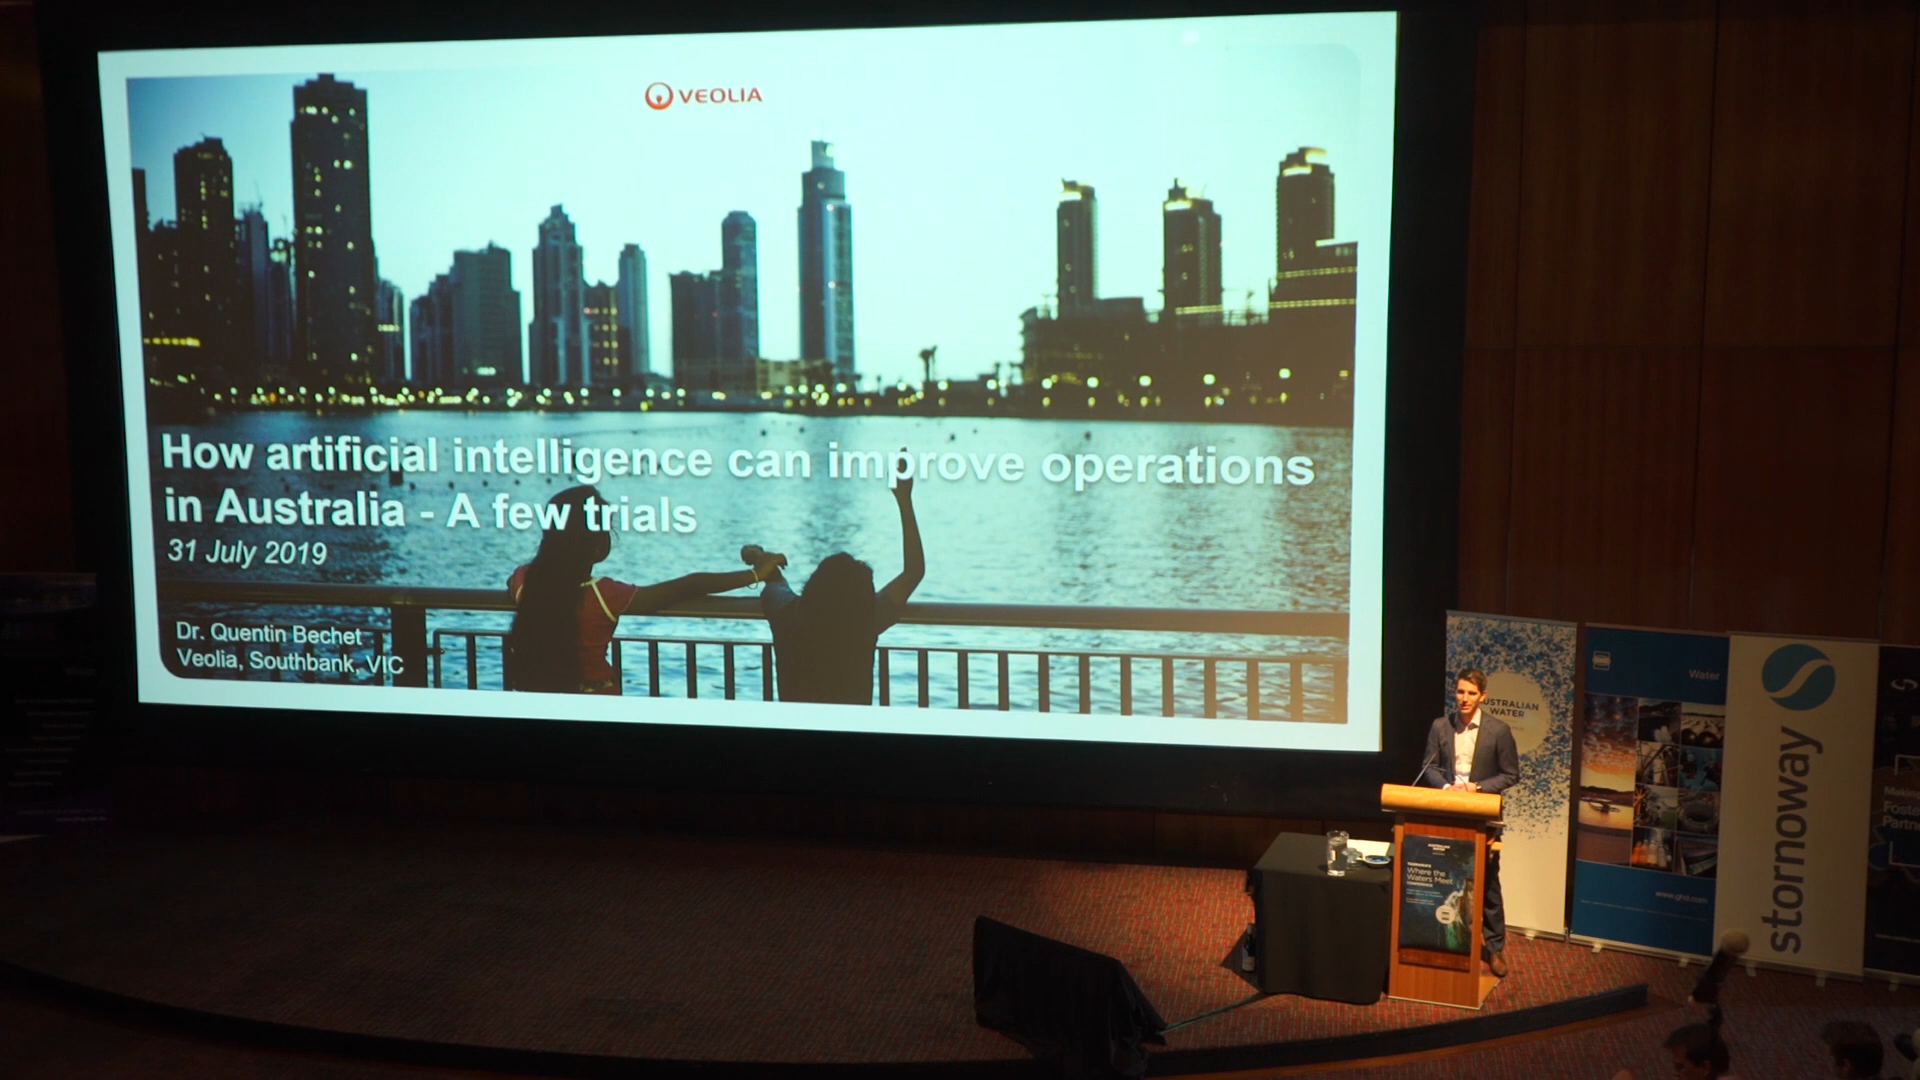 VEOLIA
How artificial intelligence can improve operations
in Australia - A few trials
31 July 2019
Dr. Quentin Bechet
Veolia, Southbank, VIC
AUSTRALIAN
WATER
Water
www.ghd.com
stornoway
Where the
Waters Meet
CONFERENCE